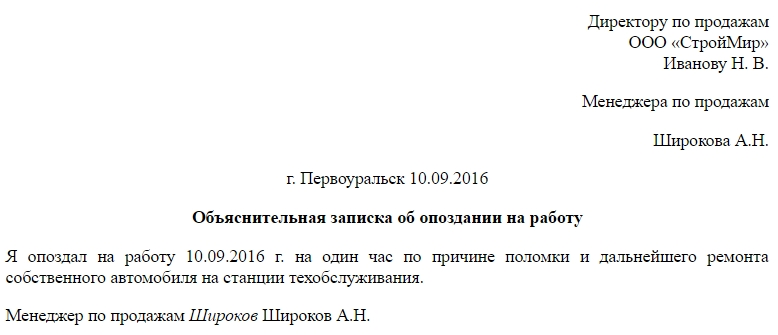 Директору по продажам
ООО «СтройМир»
Иванову Н. В.
Менеджера по продажам
Широкова А.Н.
г. Первоуральск 10.09.2016
Объяснительная записка об опоздании на работу
Я опоздал на работу 10.09.2016 г. на один час по причине поломки и дальнейшего ремонта
собственного автомобиля на станции техобслуживания.
Менеджер по продажам Широков Широков А.Н.